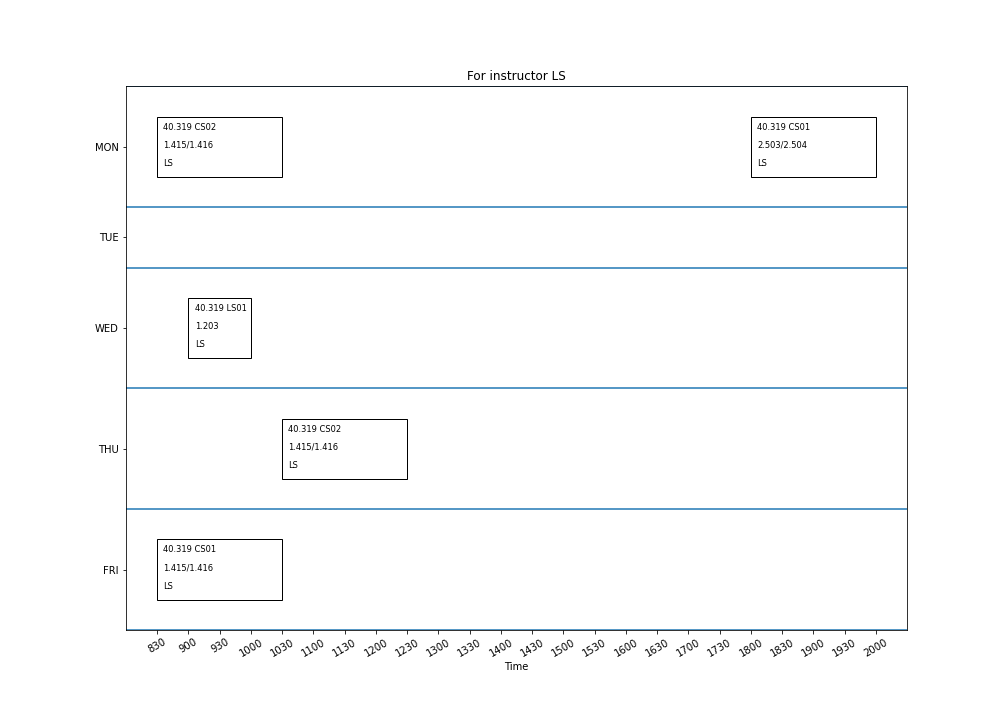 For instructor LS
MON
40.319 CS02
1.415/1.416
LS
40.319 CS01
2.503/2.504
LS
TUE
WED
40.319 LS01
1.203
LS
THU
40.319 CS02
1.415/1.416
LS
FRI
40.319 CS01
1.415/1.416
LS
830 900 930 1000 1030 1100 1130 1200 1230 1300 1330 1400 1430 1500 1530 1600 1630 1700 1730 1800 1830 1900 1930 2000
Time